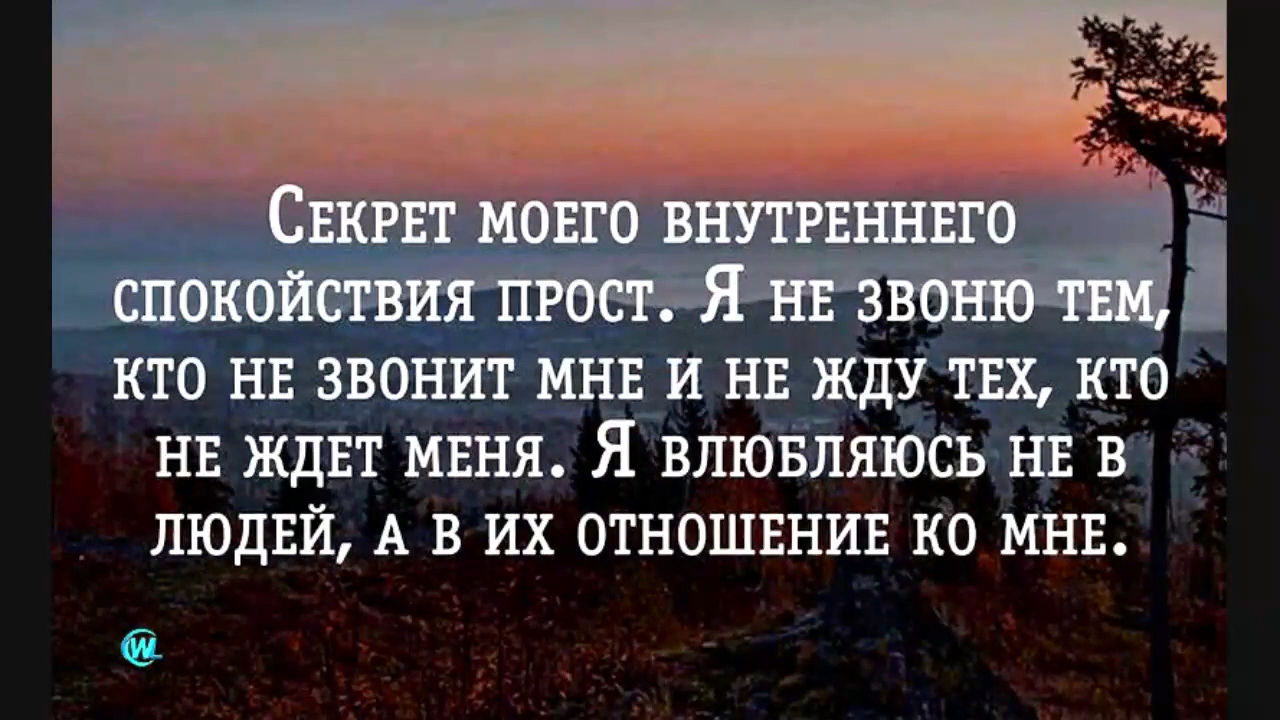 Секрет моего внутреннего
спокойствия прост. Я не звоню тем,
кто не звонит мне и не жду тех, кто
не ждет меня. Я влюбляюсь не в
людей, а в их отношение ко мне.
W